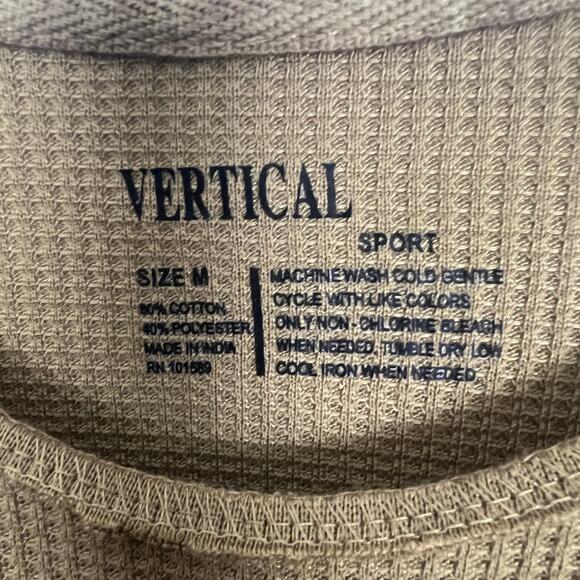 VERTICAL
SPORT
SIZE M
60% COTTON
40% POLYESTER
MADE IN INDIA
RN 101589
MACHINE WASH COLD GENTLE
CYCLE WITH LIKE COLORS
ONLY NON - CHLORINE BLEACH
WHEN NEEDED, TUMBLE DRY LOW
COOL IRON WHEN NEEDED